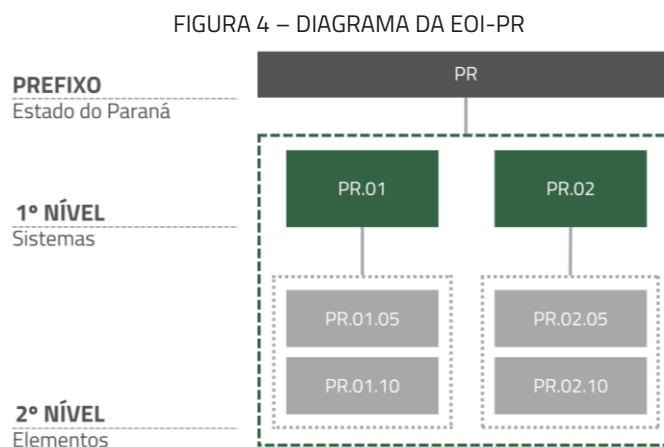 FIGURA 4 – DIAGRAMA DA EOI-PR
PR
PREFIXO
Estado do Paraná
PR.01
PR.02
1º NÍVEL
Sistemas
PR.01.05
PR.02.05
PR.01.10
PR.02.10
2º NÍVEL
Elementos